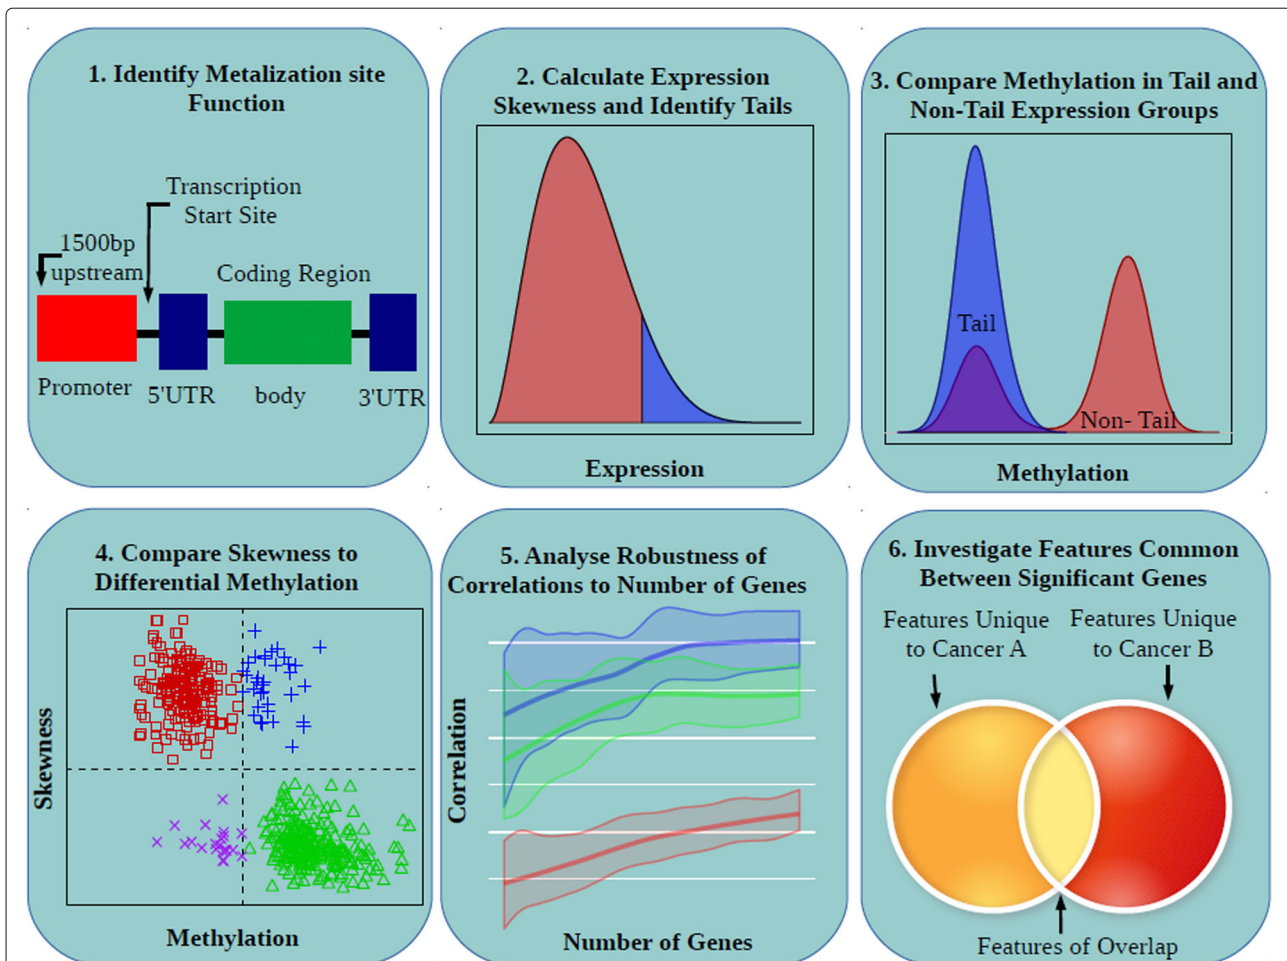 1. Identify Metalization site
Function
Transcription
Start Site
1500bp
upstream
Coding Region
Promoter
5'UTR
body
3'UTR
2. Calculate Expression
Skewness and Identify Tails
Expression
3. Compare Methylation in Tail and
Non-Tail Expression Groups
Tail
Non- Tail
Methylation
4. Compare Skewness to
Differential Methylation
Skewness
Methylation
5. Analyse Robustness of
Correlations to Number of Genes
Correlation
Number of Genes
6. Investigate Features Common
Between Significant Genes
Features Unique
to Cancer A
Features Unique
to Cancer B
Features of Overlap